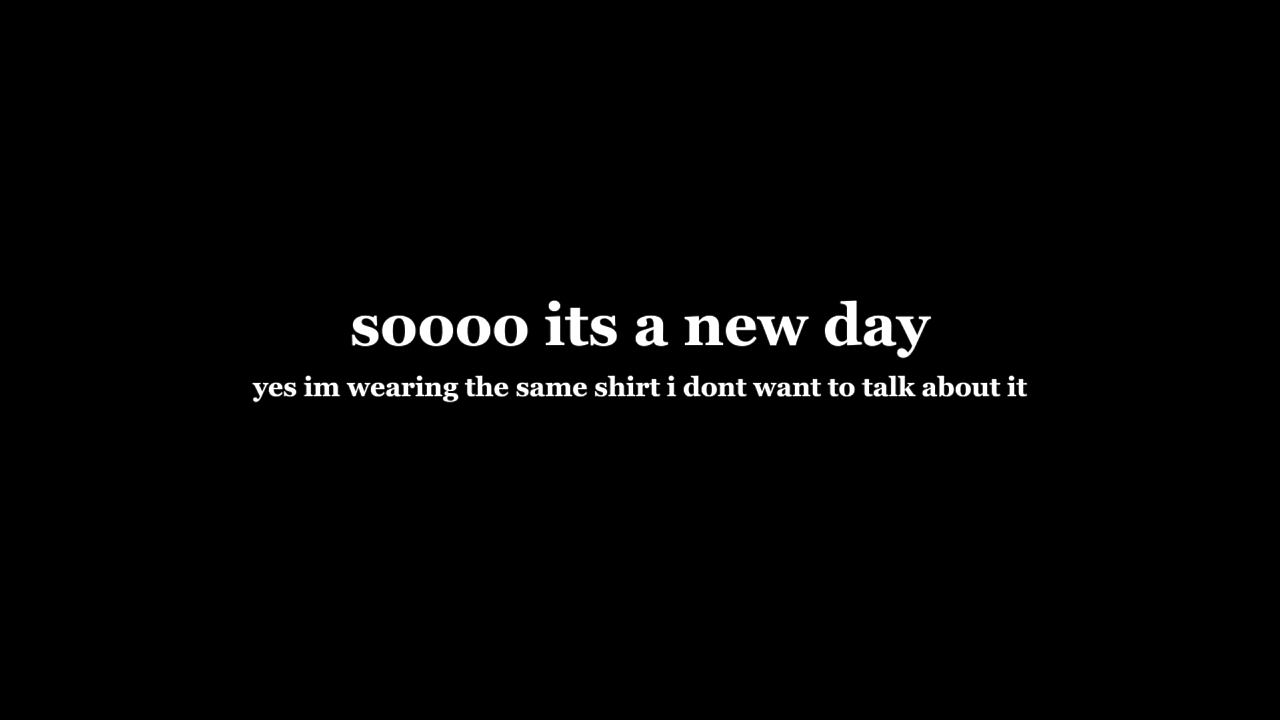 soooo its a new day
yes im wearing the same shirt i dont want to talk about it